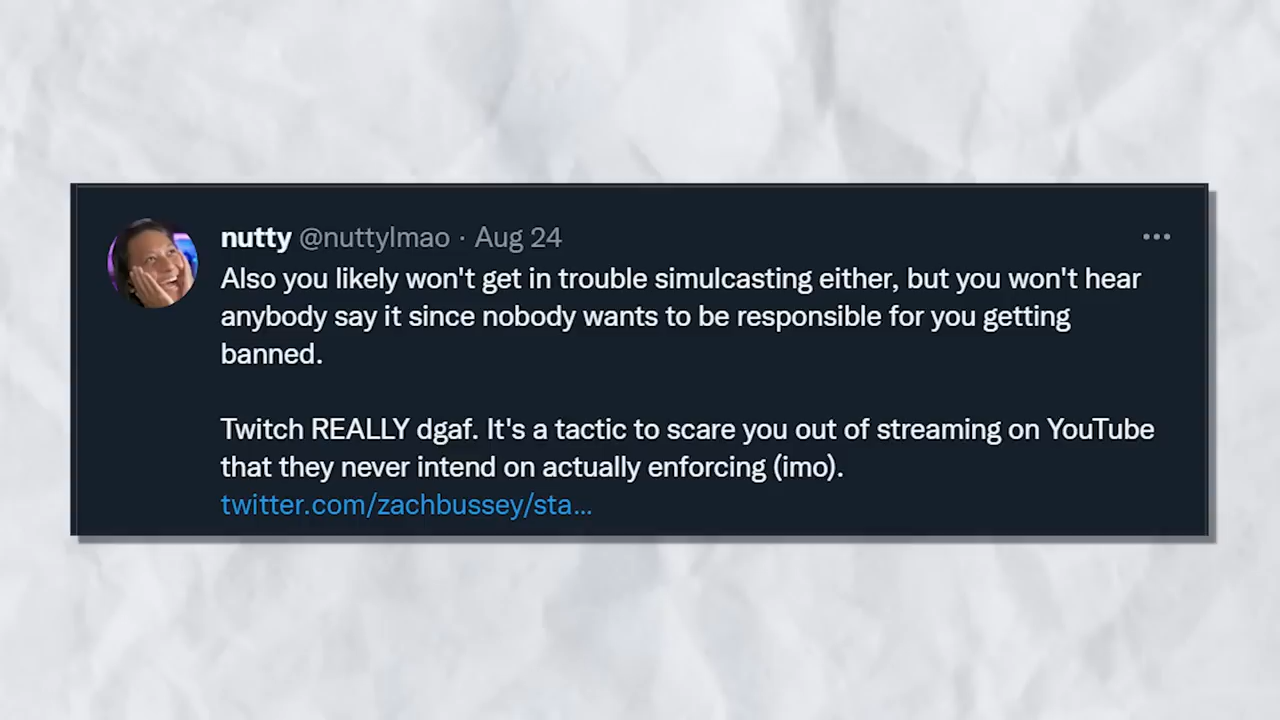 nutty @nuttylmao · Aug 24
Also you likely won't get in trouble simulcasting either, but you won't hear
anybody say it since nobody wants to be responsible for you getting
banned.
Twitch REALLY dgaf. It's a tactic to scare you out of streaming on YouTube
that they never intend on actually enforcing (imo).
twitter.com/zachbussey/sta...